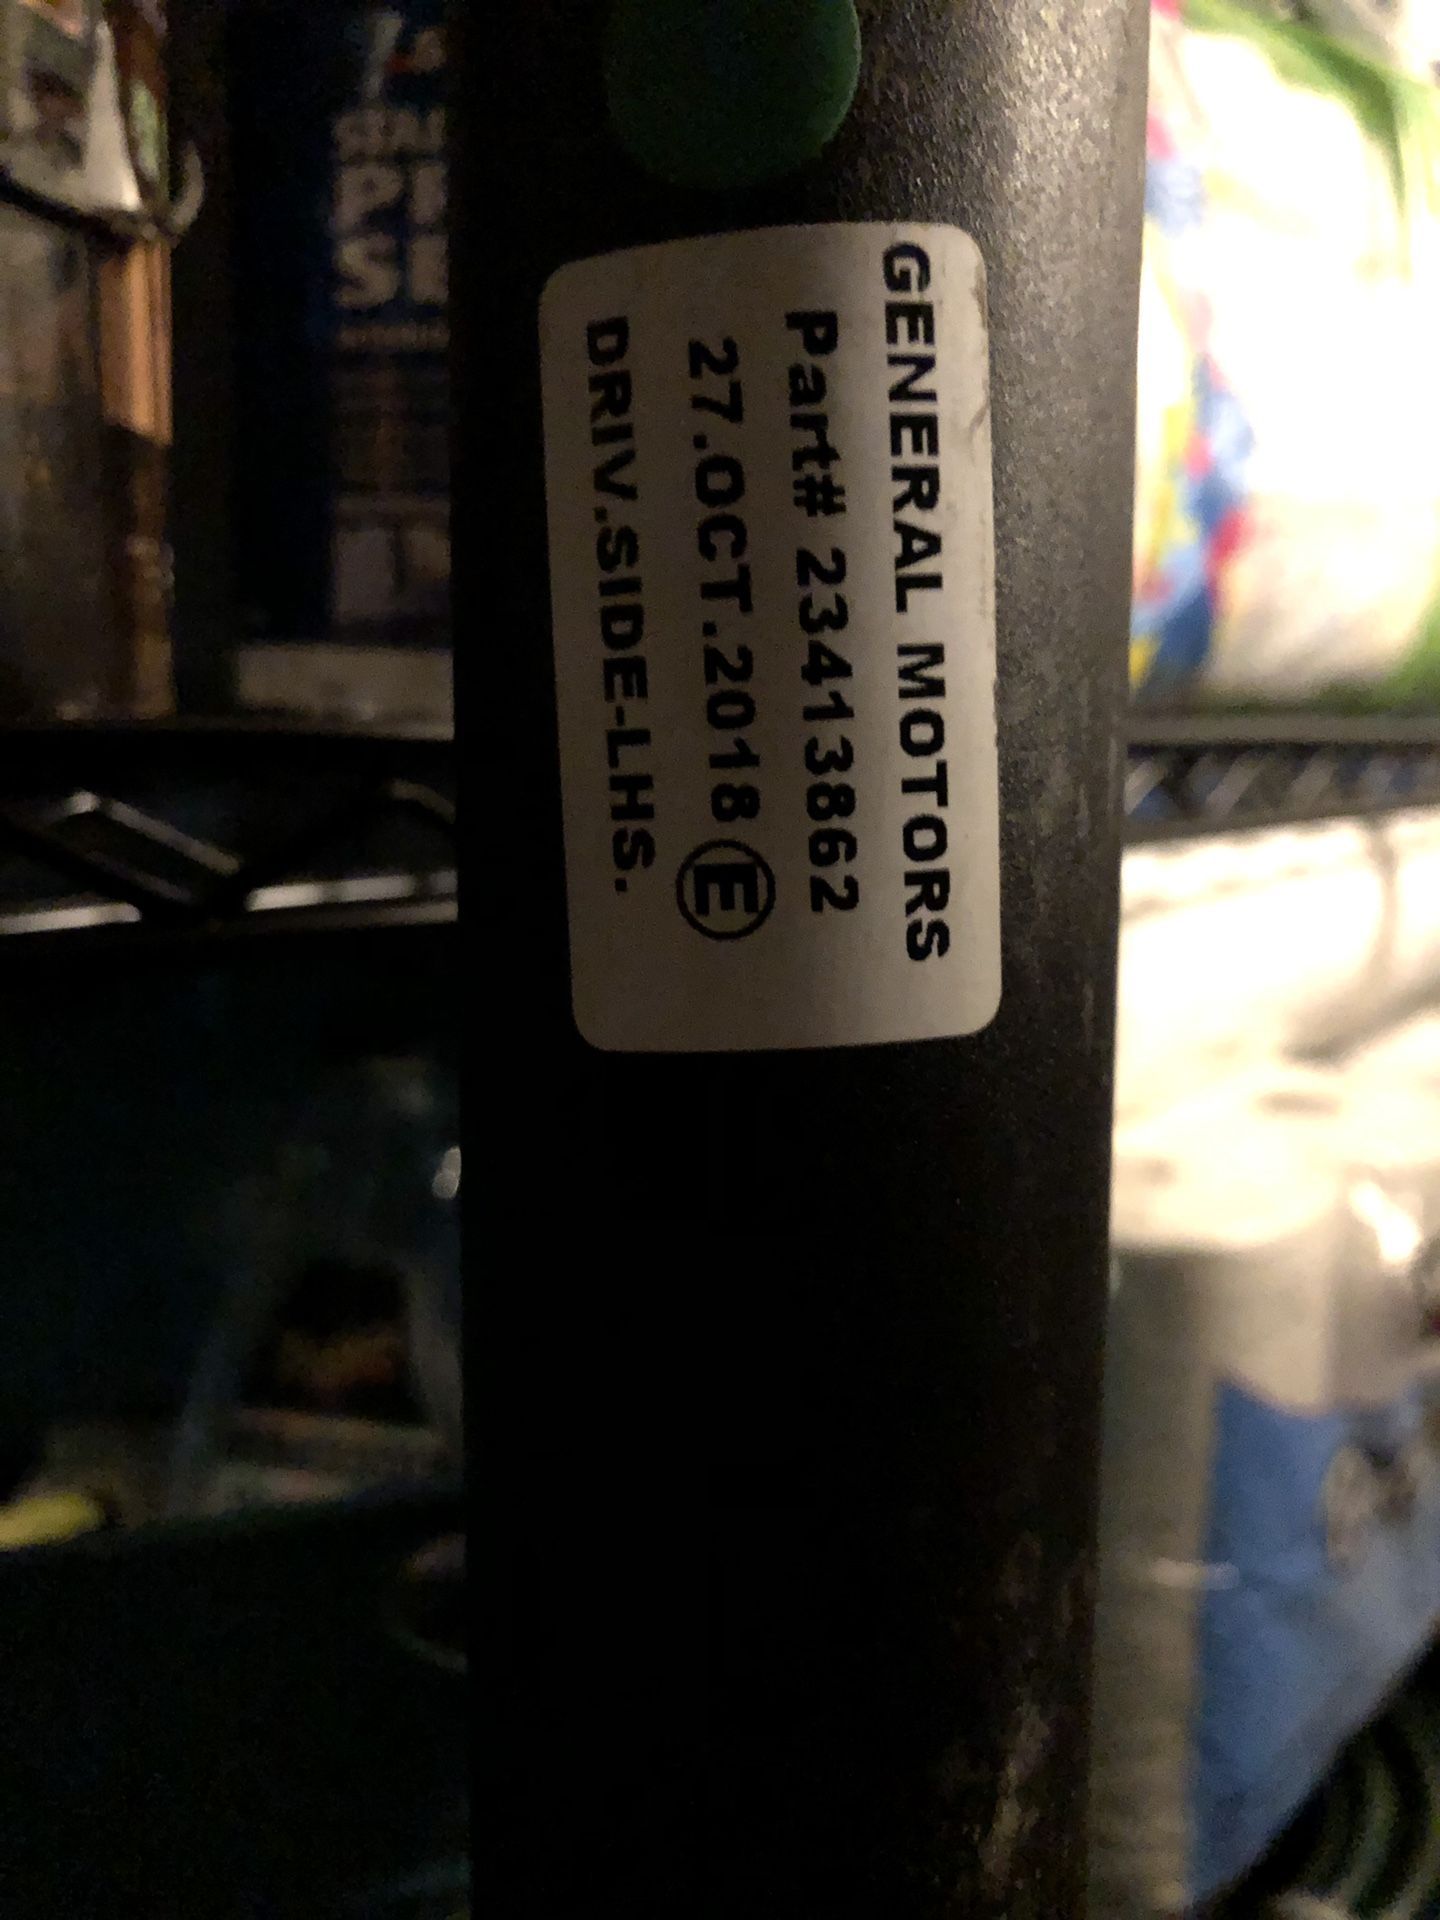 GENERAL MOTORS
Part# 23413862
27.OCT.2018 E
DRIV.SIDE-LHS.